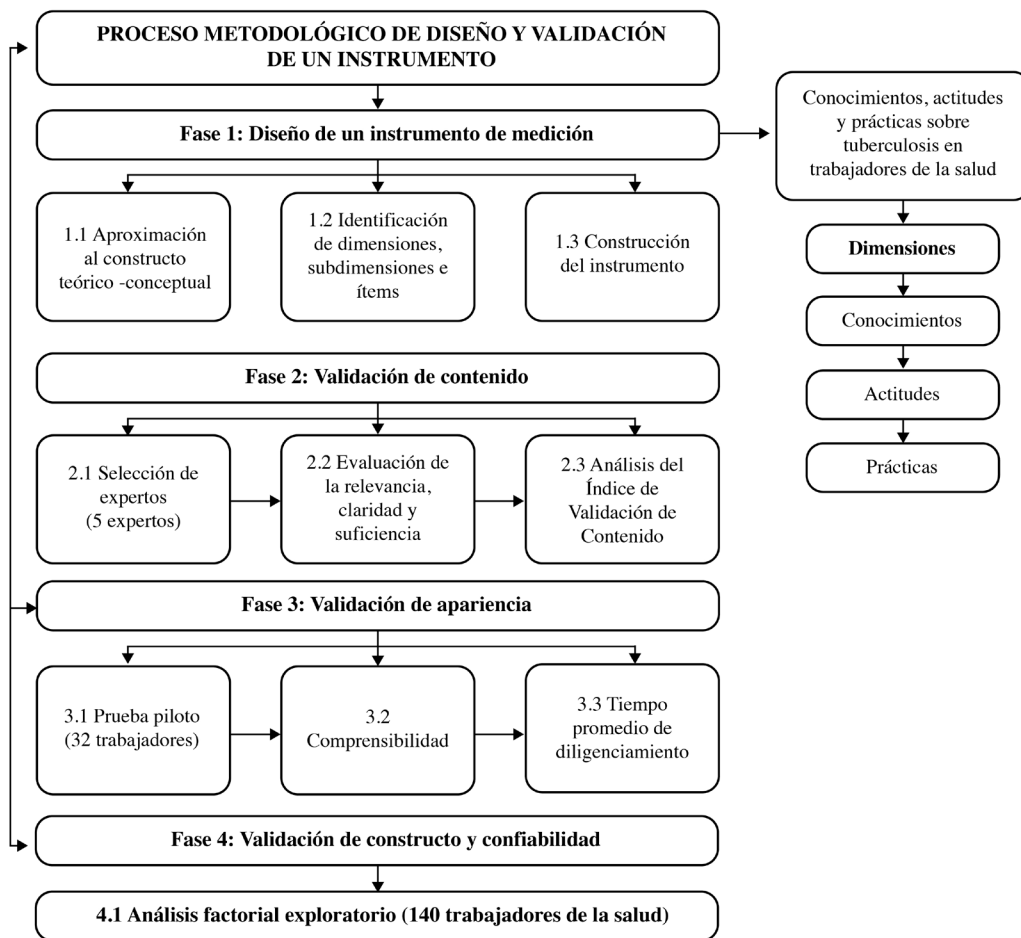 PROCESO METODOLÓGICO DE DISEÑO Y VALIDACIÓN
DE UN INSTRUMENTO
Fase 1: Diseño de un instrumento de medición
1.1 Aproximación
al constructo
teórico -conceptual
1.2 Identificación
de dimensiones,
subdimensiones e
ítems
1.3 Construcción
del instrumento
Conocimientos, actitudes
y prácticas sobre
tuberculosis en
trabajadores de la salud
Dimensiones
Conocimientos
Actitudes
Prácticas
Fase 2: Validación de contenido
2.1 Selección de
expertos
(5 expertos)
2.2 Evaluación de
la relevancia,
claridad y
suficiencia
2.3 Análisis del
Índice de
Validación de
Contenido
Fase 3: Validación de apariencia
3.1 Prueba piloto
(32 trabajadores)
3.2
Comprensibilidad
3.3 Tiempo
promedio de
diligenciamiento
Fase 4: Validación de constructo y confiabilidad
4.1 Análisis factorial exploratorio (140 trabajadores de la salud)